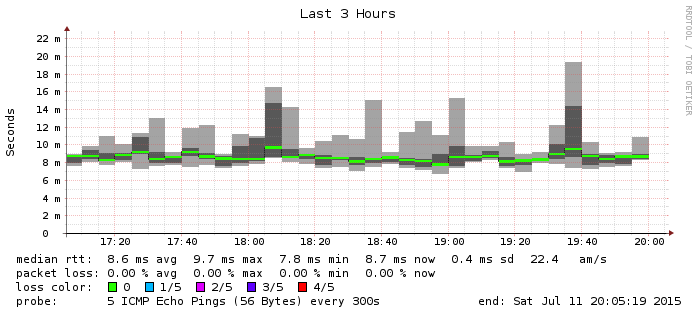 Last 3 Hours
RRDTOOL / TOBI OETIKER
Seconds
22 m
20 m
18 m
16 m
14 m
12 m
10 m
8 m
6 m
4 m
2 m
0
17:20 17:40 18:00 18:20 18:40 19:00 19:20 19:40 20:00
median rtt: 8.6 ms avg 9.7 ms max 7.8 ms min 8.7 ms now 0.4 ms sd 22.4 am/s
packet loss: 0.00 % avg 0.00 % max 0.00 % min 0.00 % now
loss color: 0 1/5 2/5 3/5 4/5
probe: 5 ICMP Echo Pings (56 Bytes) every 300s end: Sat Jul 11 20:05:19 2015